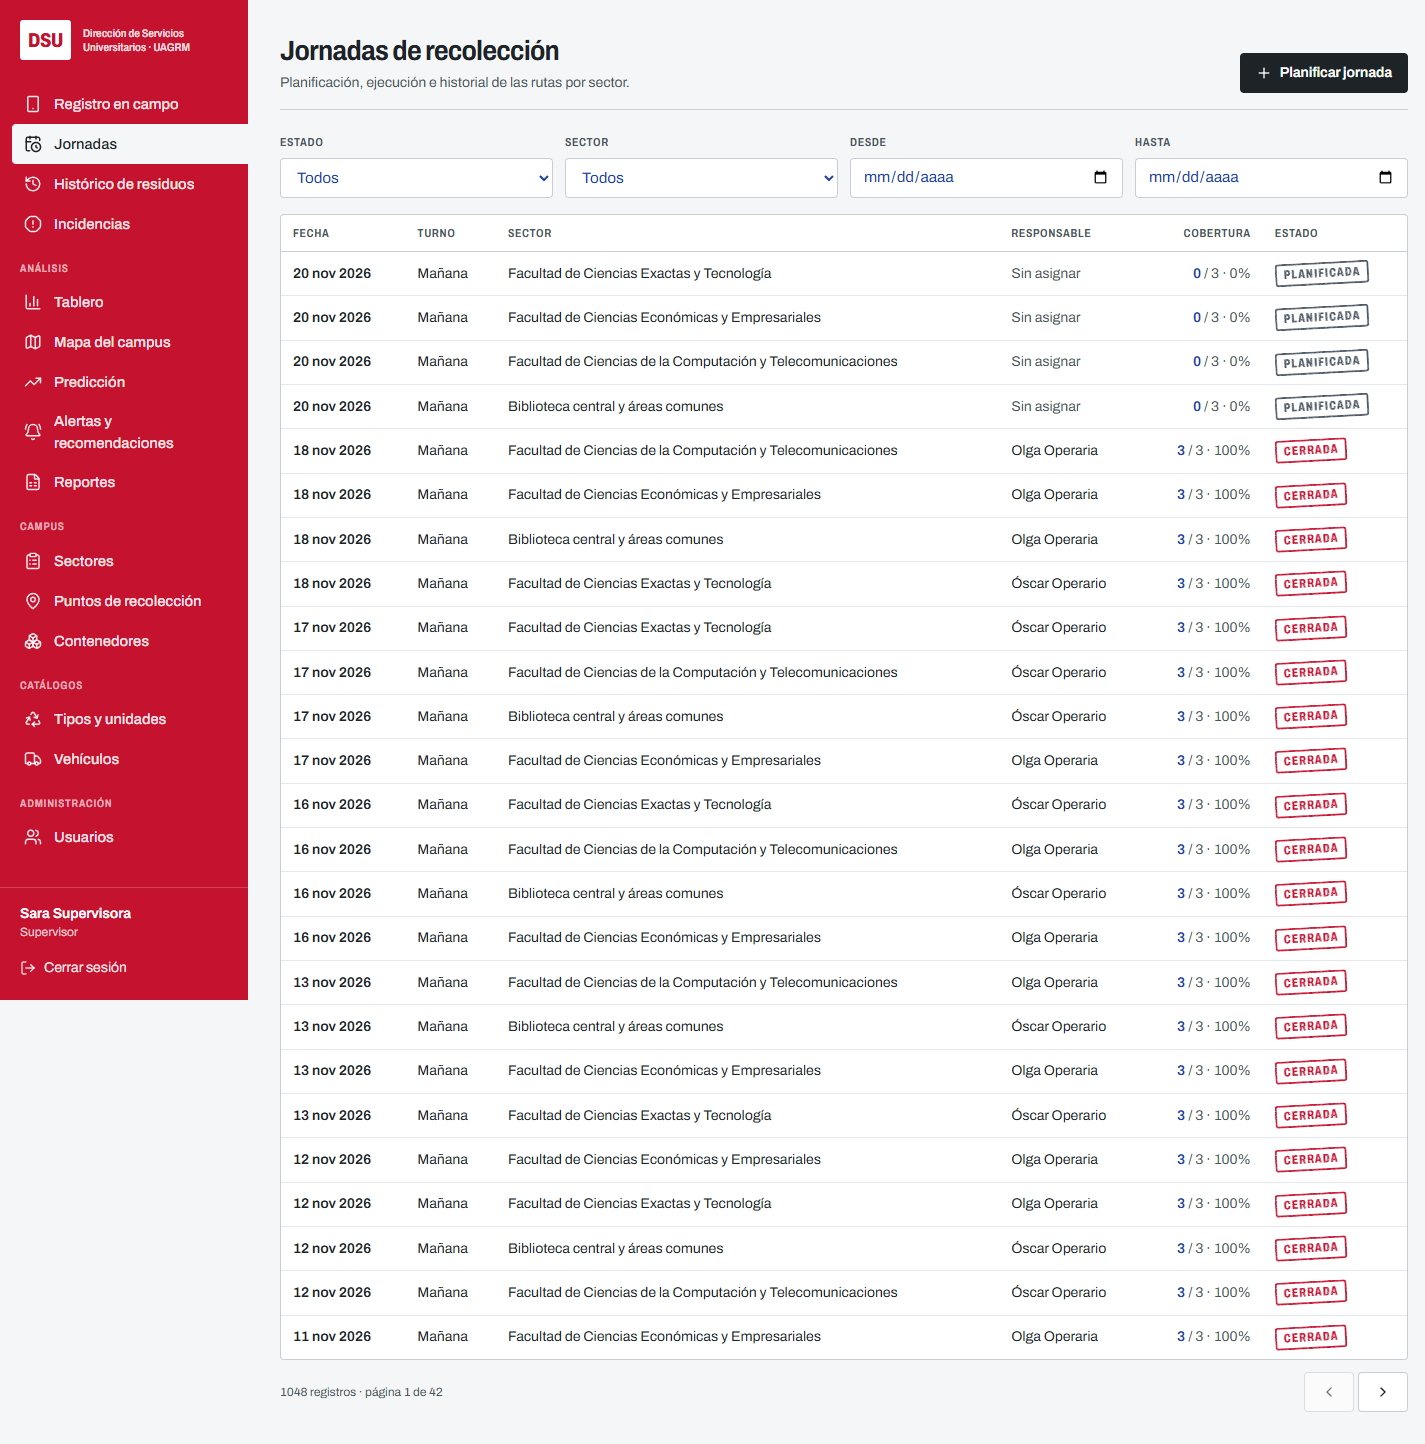 DSU
Dirección de Servicios
Universitarios · UAGRM
Registro en campo
Jornadas
Histórico de residuos
Incidencias
ANÁLISIS
Tablero
Mapa del campus
Predicción
Alertas y
recomendaciones
Reportes
CAMPUS
Sectores
Puntos de recolección
Contenedores
CATÁLOGOS
Tipos y unidades
Vehículos
ADMINISTRACIÓN
Usuarios
Sara Supervisora
Supervisor
Cerrar sesión
Jornadas de recolección
Planificación, ejecución e historial de las rutas por sector.
Planificar jornada
ESTADO SECTOR DESDE HASTA
Todos Todos mm/dd/aaaa mm/dd/aaaa
FECHA TURNO SECTOR RESPONSABLE COBERTURA ESTADO
20 nov 2026 Mañana Facultad de Ciencias Exactas y Tecnología Sin asignar 0 / 3 · 0% PLANIFICADA
20 nov 2026 Mañana Facultad de Ciencias Económicas y Empresariales Sin asignar 0 / 3 · 0% PLANIFICADA
20 nov 2026 Mañana Facultad de Ciencias de la Computación y Telecomunicaciones Sin asignar 0 / 3 · 0% PLANIFICADA
20 nov 2026 Mañana Biblioteca central y áreas comunes Sin asignar 0 / 3 · 0% PLANIFICADA
18 nov 2026 Mañana Facultad de Ciencias de la Computación y Telecomunicaciones Olga Operaria 3 / 3 · 100% CERRADA
18 nov 2026 Mañana Facultad de Ciencias Económicas y Empresariales Olga Operaria 3 / 3 · 100% CERRADA
18 nov 2026 Mañana Biblioteca central y áreas comunes Olga Operaria 3 / 3 · 100% CERRADA
18 nov 2026 Mañana Facultad de Ciencias Exactas y Tecnología Óscar Operario 3 / 3 · 100% CERRADA
17 nov 2026 Mañana Facultad de Ciencias Exactas y Tecnología Óscar Operario 3 / 3 · 100% CERRADA
17 nov 2026 Mañana Facultad de Ciencias de la Computación y Telecomunicaciones Óscar Operario 3 / 3 · 100% CERRADA
17 nov 2026 Mañana Biblioteca central y áreas comunes Óscar Operario 3 / 3 · 100% CERRADA
17 nov 2026 Mañana Facultad de Ciencias Económicas y Empresariales Olga Operaria 3 / 3 · 100% CERRADA
16 nov 2026 Mañana Facultad de Ciencias Exactas y Tecnología Óscar Operario 3 / 3 · 100% CERRADA
16 nov 2026 Mañana Facultad de Ciencias de la Computación y Telecomunicaciones Olga Operaria 3 / 3 · 100% CERRADA
16 nov 2026 Mañana Biblioteca central y áreas comunes Óscar Operario 3 / 3 · 100% CERRADA
16 nov 2026 Mañana Facultad de Ciencias Económicas y Empresariales Olga Operaria 3 / 3 · 100% CERRADA
13 nov 2026 Mañana Facultad de Ciencias de la Computación y Telecomunicaciones Olga Operaria 3 / 3 · 100% CERRADA
13 nov 2026 Mañana Biblioteca central y áreas comunes Óscar Operario 3 / 3 · 100% CERRADA
13 nov 2026 Mañana Facultad de Ciencias Económicas y Empresariales Olga Operaria 3 / 3 · 100% CERRADA
13 nov 2026 Mañana Facultad de Ciencias Exactas y Tecnología Óscar Operario 3 / 3 · 100% CERRADA
12 nov 2026 Mañana Facultad de Ciencias Económicas y Empresariales Olga Operaria 3 / 3 · 100% CERRADA
12 nov 2026 Mañana Facultad de Ciencias Exactas y Tecnología Olga Operaria 3 / 3 · 100% CERRADA
12 nov 2026 Mañana Biblioteca central y áreas comunes Óscar Operario 3 / 3 · 100% CERRADA
12 nov 2026 Mañana Facultad de Ciencias de la Computación y Telecomunicaciones Óscar Operario 3 / 3 · 100% CERRADA
11 nov 2026 Mañana Facultad de Ciencias Económicas y Empresariales Olga Operaria 3 / 3 · 100% CERRADA
1048 registros · página 1 de 42